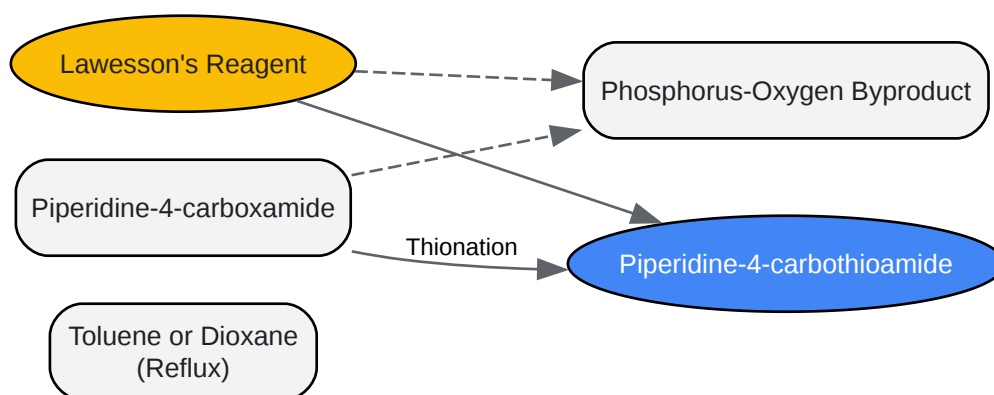 Lawesson's Reagent
Phosphorus-Oxygen Byproduct
Piperidine-4-carboxamide
Thionation
Piperidine-4-carbothioamide
Toluene or Dioxane
(Reflux)